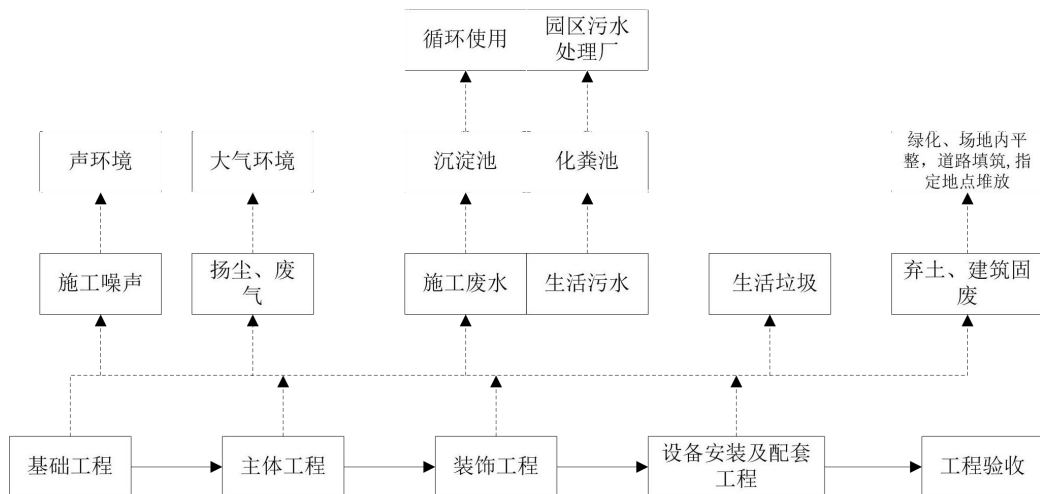 循环使用
园区污水
处理厂
声环境
大气环境
沉淀池
化粪池
绿化、场地内平
整，道路填筑,指
定地点堆放
施工噪声
扬尘、废
气
施工废水
生活污水
生活垃圾
弃土、建筑固
废
基础工程
主体工程
装饰工程
设备安装及配套
工程
工程验收